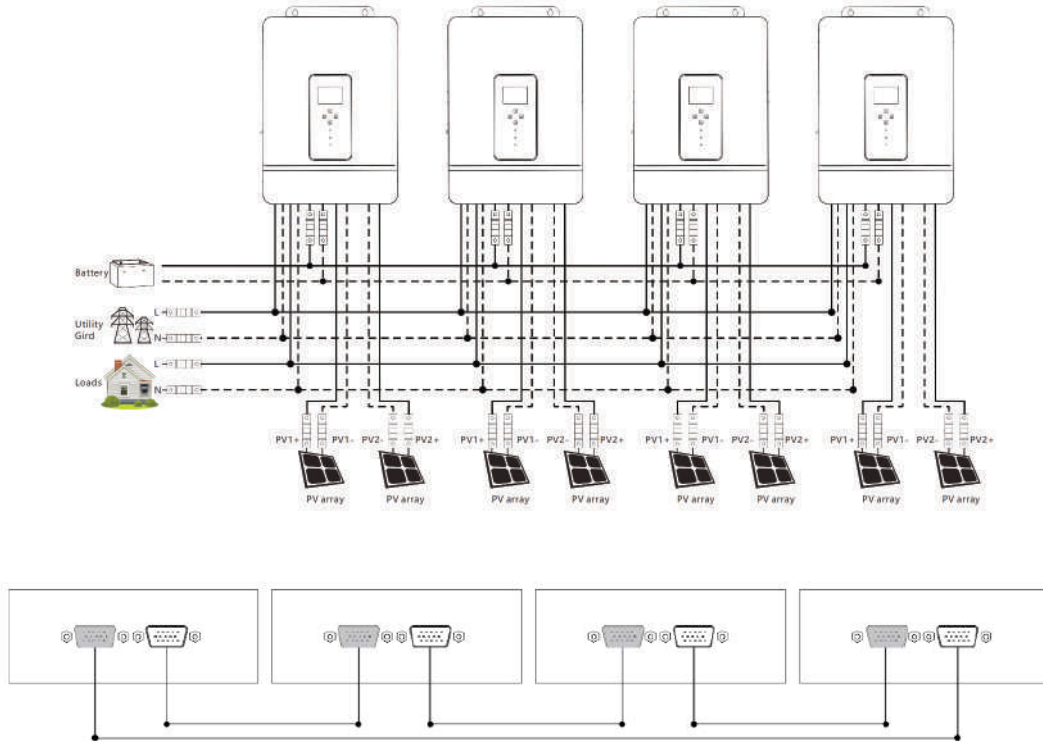 Battery
Utility
Gird
L
N
Loads
L
N
PV1+ PV1- PV2- PV2+ PV1+ PV1- PV2- PV2+ PV1+ PV1- PV2- PV2+ PV1+ PV1- PV2- PV2+
PV array PV array PV array PV array PV array PV array PV array PV array